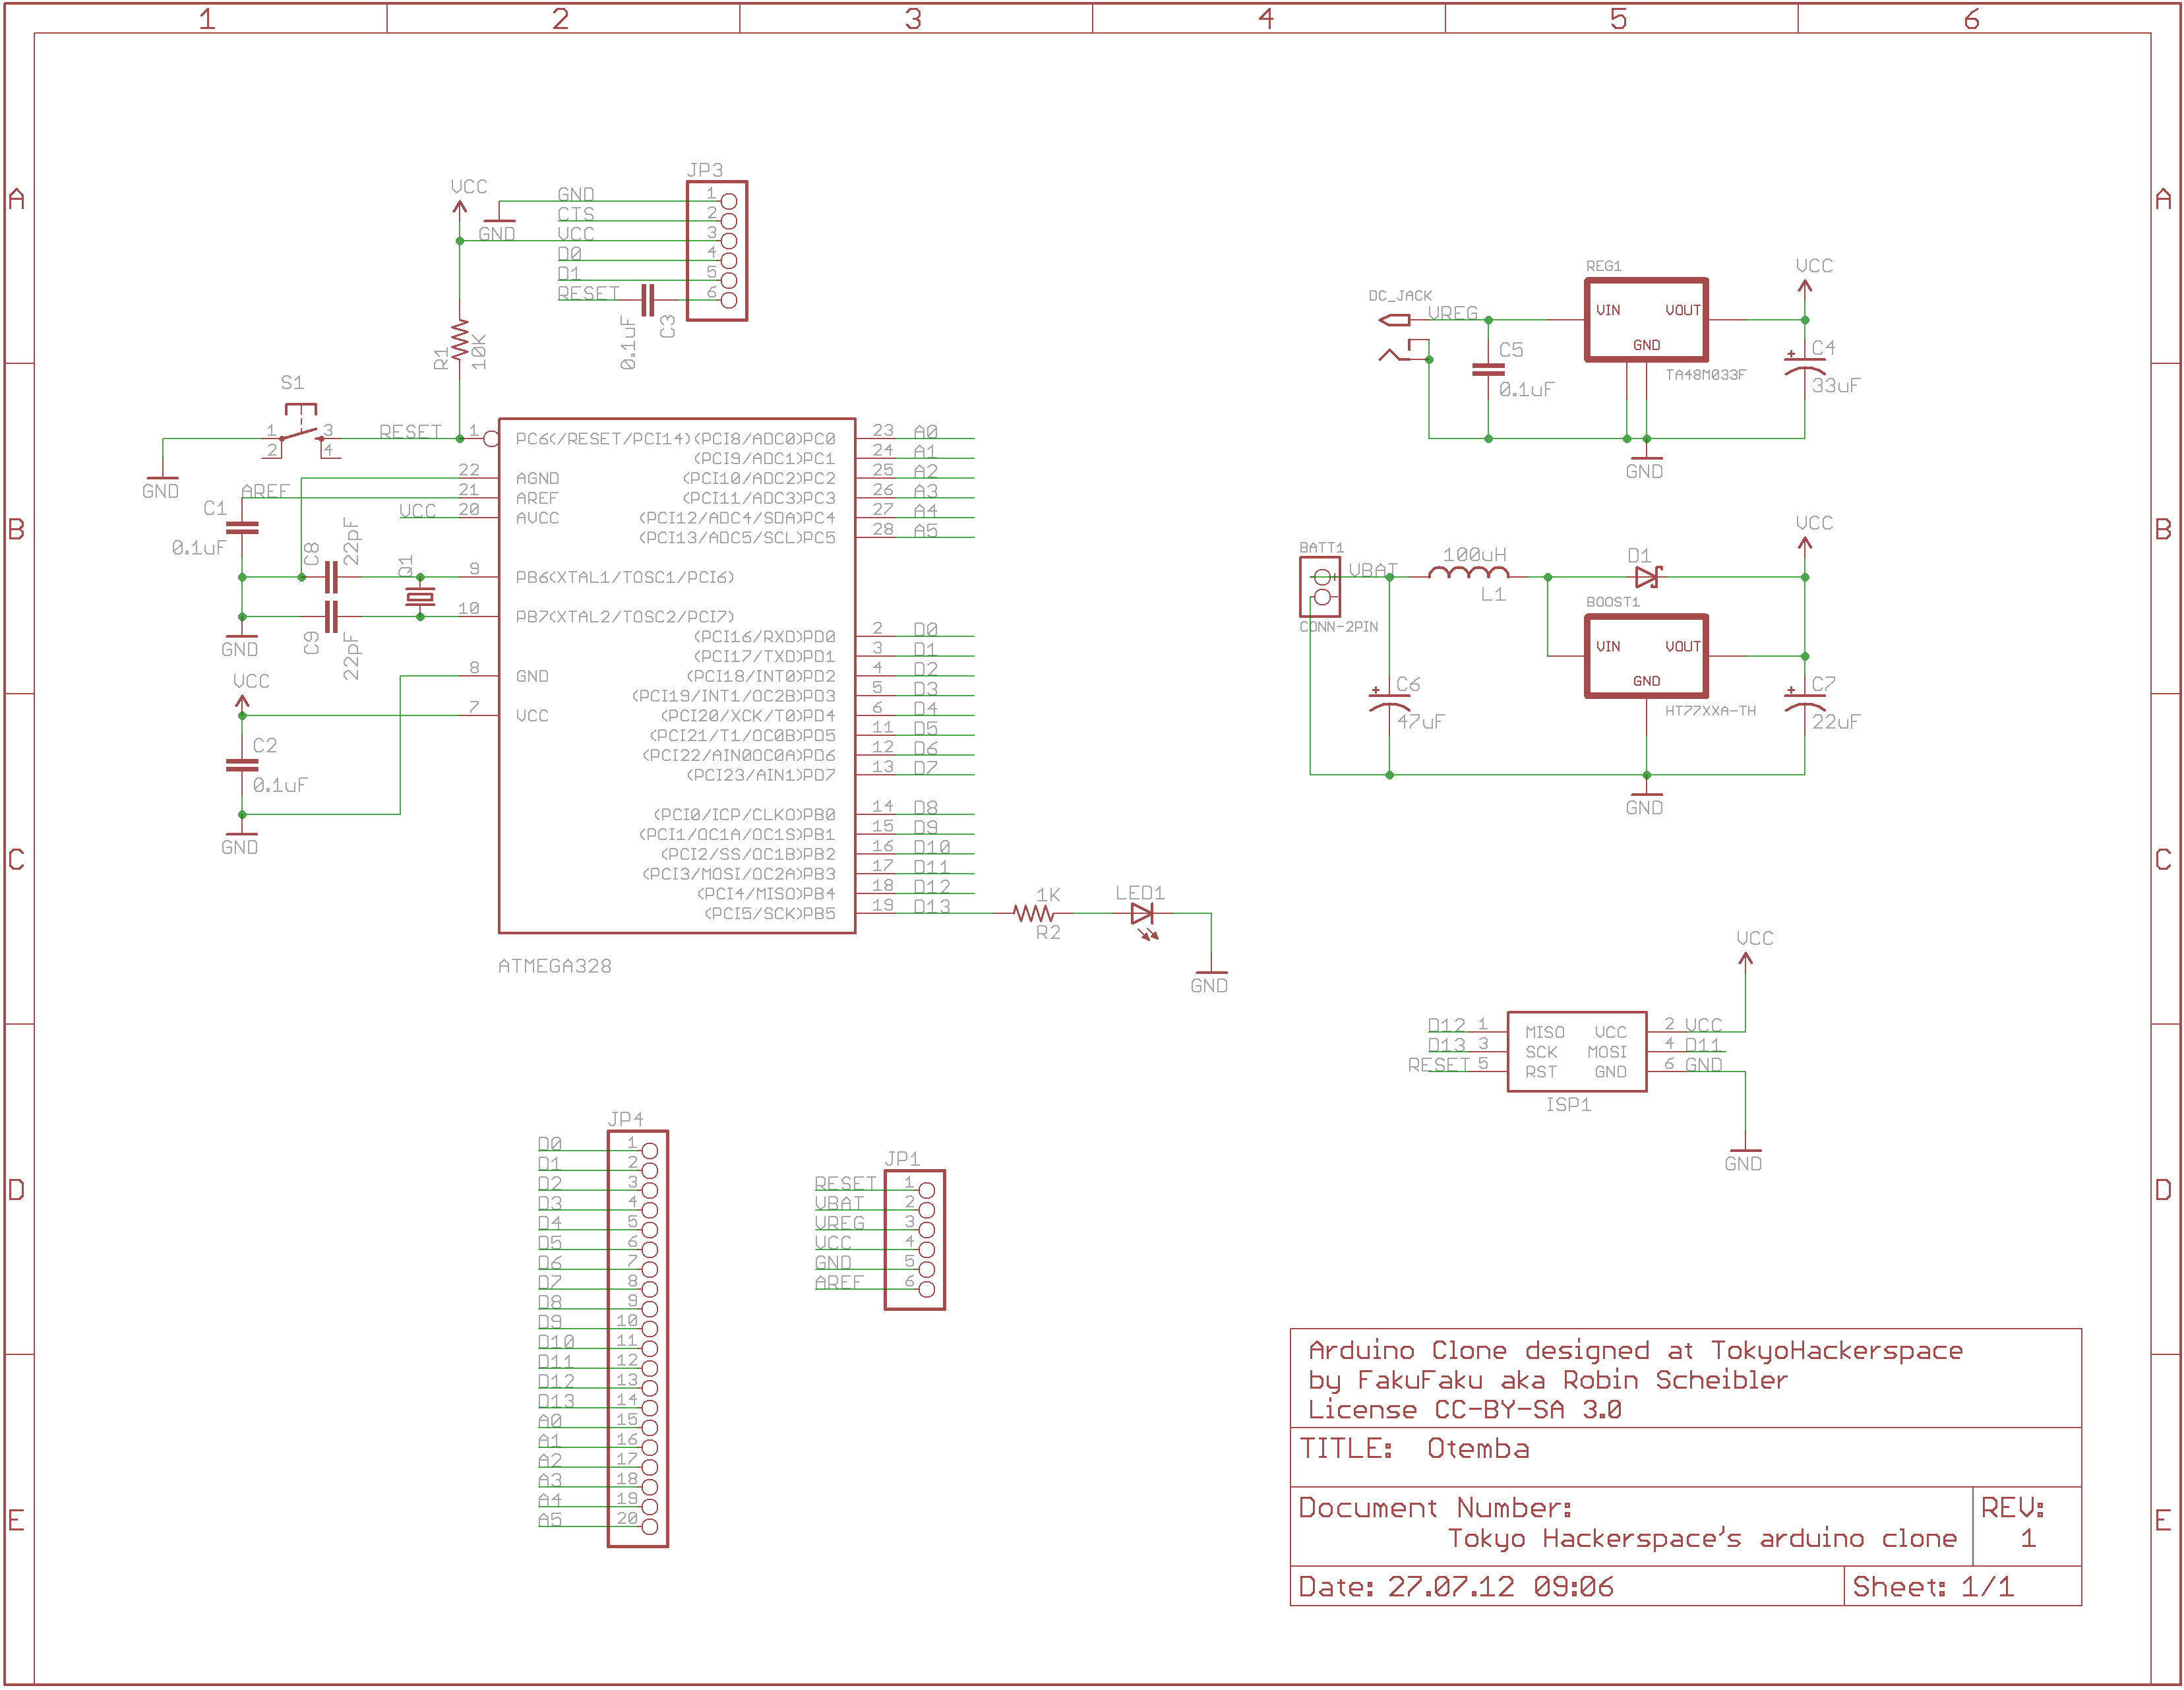 1 2 3 4 5 6
A A
B B
C C
D D
E E
JP3
VCC
GND
GND 1
CTS 2
VCC 3
D0 4
D1 5
RESET 6
0.1uF
C3
R1
10K
S1
1 3
2 4
GND
RESET 1
PC6(/RESET/PCI14)
22 AGND
AREF 21 AREF
VCC 20 AVCC
C1
0.1uF
C8
22pF
Q1
9 PB6(XTAL1/TOSC1/PCI6)
10 PB7(XTAL2/TOSC2/PCI7)
C9
22pF
GND
8 GND
VCC
7 VCC
C2
0.1uF
GND
(PCI8/ADC0)PC0 23 A0
(PCI9/ADC1)PC1 24 A1
(PCI10/ADC2)PC2 25 A2
(PCI11/ADC3)PC3 26 A3
(PCI12/ADC4/SDA)PC4 27 A4
(PCI13/ADC5/SCL)PC5 28 A5
(PCI16/RXD)PD0 2 D0
(PCI17/TXD)PD1 3 D1
(PCI18/INT0)PD2 4 D2
(PCI19/INT1/OC2B)PD3 5 D3
(PCI20/XCK/T0)PD4 6 D4
(PCI21/T1/OC0B)PD5 11 D5
(PCI22/AIN0OC0A)PD6 12 D6
(PCI23/AIN1)PD7 13 D7
(PCI0/ICP/CLKO)PB0 14 D8
(PCI1/OC1A/OC1S)PB1 15 D9
(PCI2/SS/OC1B)PB2 16 D10
(PCI3/MOSI/OC2A)PB3 17 D11
(PCI4/MISO)PB4 18 D12
(PCI5/SCK)PB5 19 D13
ATMEGA328
1K
R2
LED1
GND
DC_JACK
VREG
C5
0.1uF
REG1
VIN VOUT
GND
TA48M033F
VCC
C4
33uF
GND
BATT1
VBAT
CONN-2PIN
100uH
L1
D1
BOOST1
VIN VOUT
GND
HT77XXA-TH
VCC
C6
47uF
C7
22uF
GND
VCC
D12 1 MISO VCC 2 VCC
D13 3 SCK MOSI 4 D11
RESET 5 RST GND 6 GND
ISP1
GND
JP4
D0 1
D1 2
D2 3
D3 4
D4 5
D5 6
D6 7
D7 8
D8 9
D9 10
D10 11
D11 12
D12 13
D13 14
A0 15
A1 16
A2 17
A3 18
A4 19
A5 20
JP1
RESET 1
VBAT 2
VREG 3
VCC 4
GND 5
AREF 6
Arduino Clone designed at TokyoHackerspace
by FakuFaku aka Robin Scheibler
License CC-BY-SA 3.0
TITLE: Otemba
Document Number:
Tokyo Hackerspace's arduino clone
REV:
1
Date: 27.07.12 09:06
Sheet: 1/1
1 2 3 4 5 6